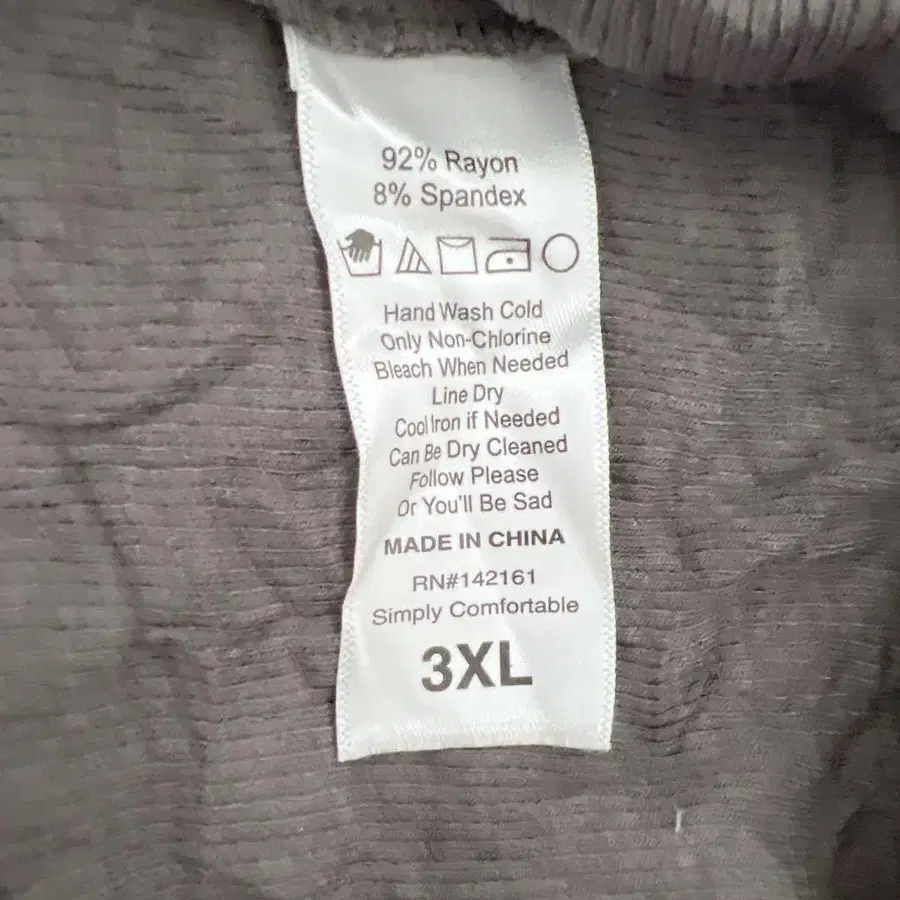 92% Rayon
8% Spandex
Hand Wash Cold
Only Non-Chlorine
Bleach When Needed
Line Dry
Cool Iron if Needed
Can Be Dry Cleaned
Follow Please
Or You'll Be Sad
MADE IN CHINA
RN#142161
Simply Comfortable
3XL